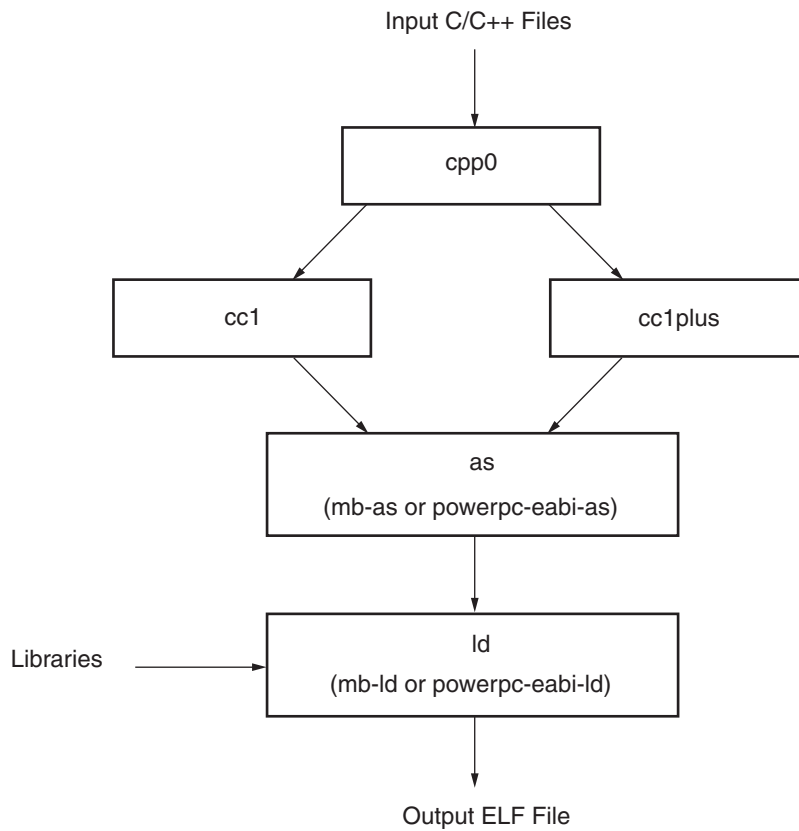 Input C/C++ Files
cpp0
cc1
cc1plus
as
(mb-as or powerpc-eabi-as)
ld
(mb-ld or powerpc-eabi-ld)
Libraries
Output ELF File